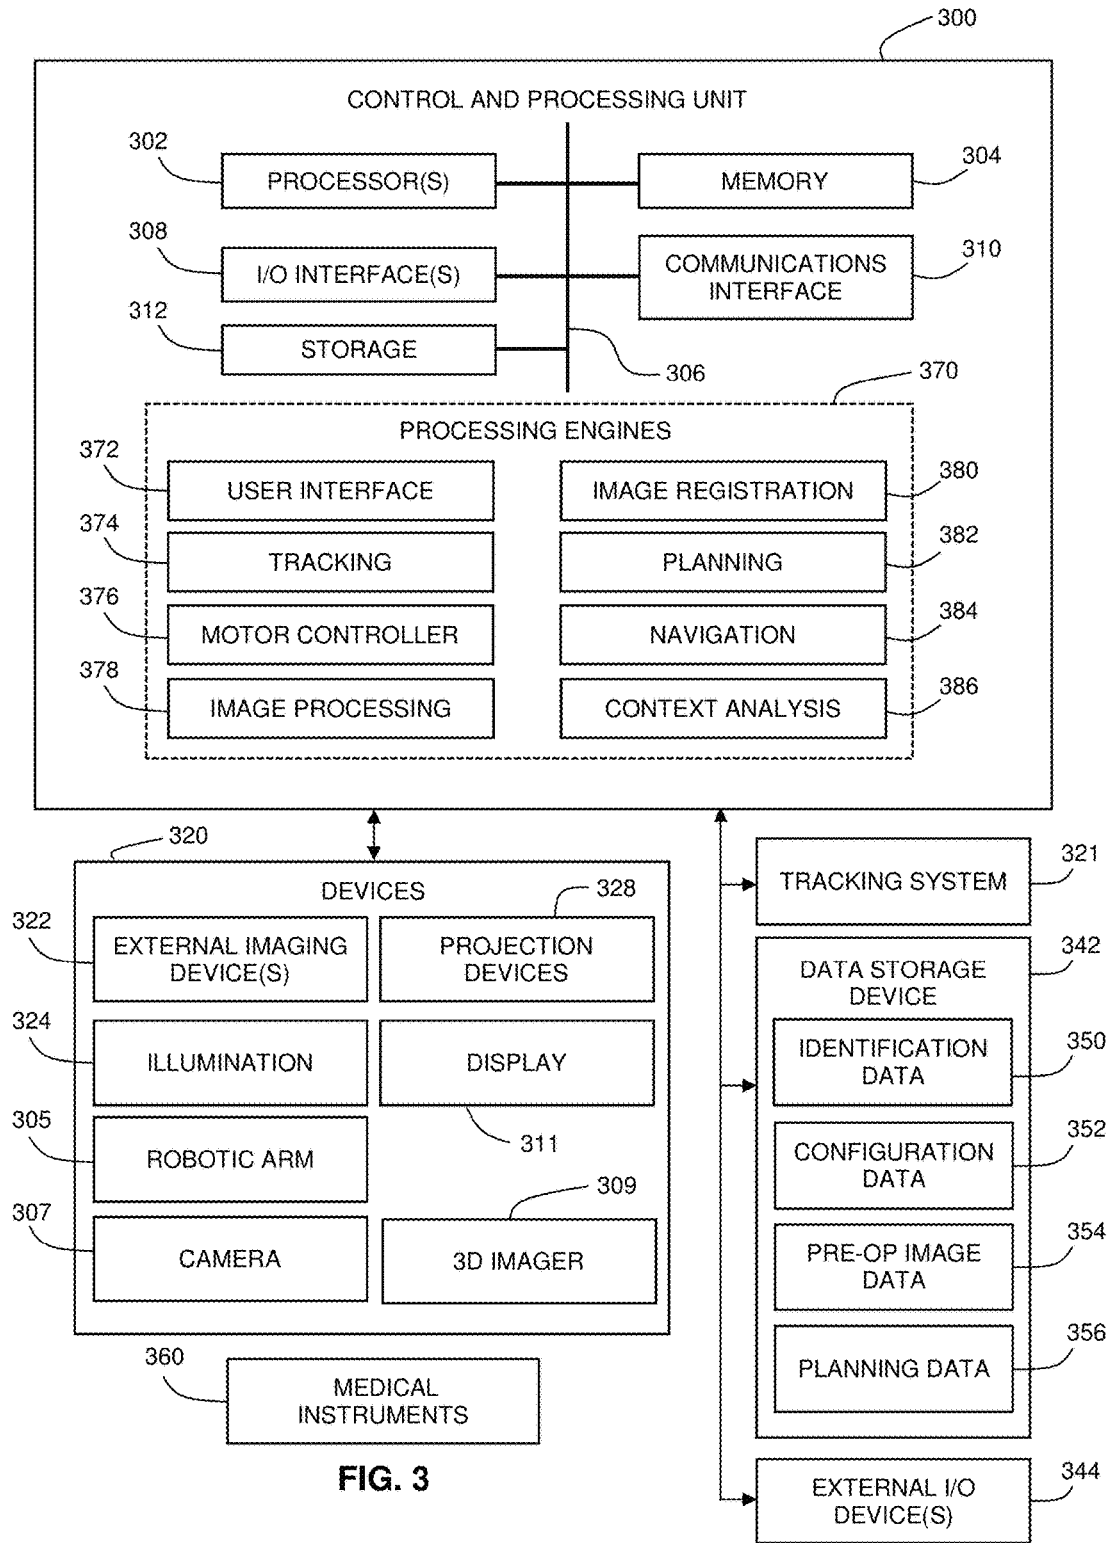 300
CONTROL AND PROCESSING UNIT
302
PROCESSOR(S)
MEMORY
304
308
I/O INTERFACE(S)
COMMUNICATIONS
INTERFACE
310
312
STORAGE
306
370
PROCESSING ENGINES
372
USER INTERFACE
IMAGE REGISTRATION
380
374
TRACKING
PLANNING
382
376
MOTOR CONTROLLER
NAVIGATION
384
378
IMAGE PROCESSING
CONTEXT ANALYSIS
386
320
DEVICES
322
EXTERNAL IMAGING
DEVICE(S)
328
PROJECTION
DEVICES
324
ILLUMINATION
DISPLAY
311
305
ROBOTIC ARM
307
CAMERA
309
3D IMAGER
360
MEDICAL
INSTRUMENTS
TRACKING SYSTEM
321
342
DATA STORAGE
DEVICE
IDENTIFICATION
DATA
350
CONFIGURATION
DATA
352
PRE-OP IMAGE
DATA
354
PLANNING DATA
356
EXTERNAL I/O
DEVICE(S)
344
FIG. 3